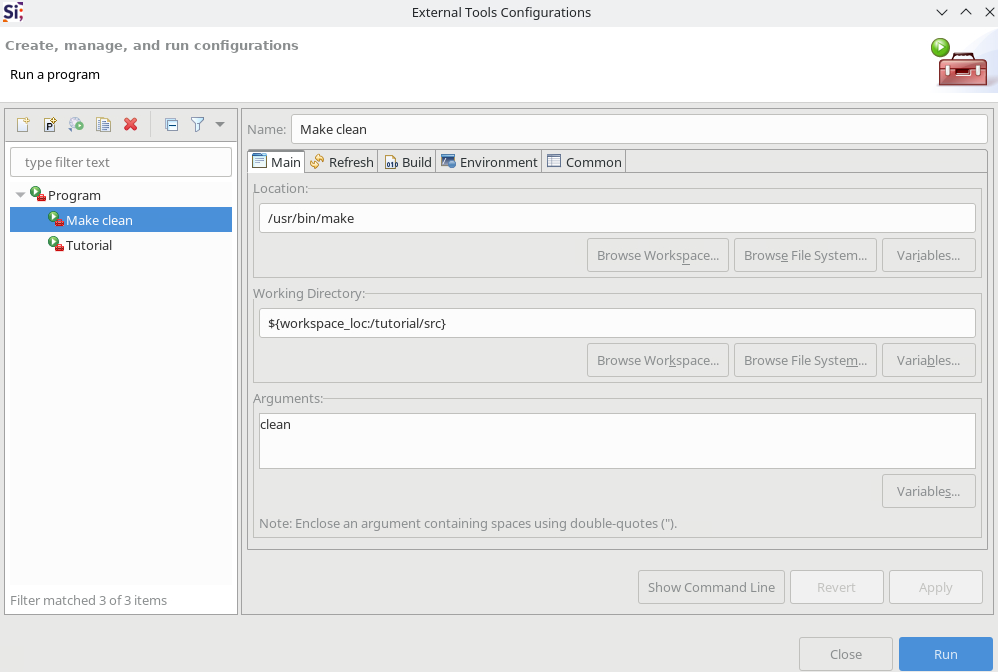 Si;
External Tools Configurations
Create, manage, and run configurations
Run a program
P
type filter text
Program
Make clean
Tutorial
Filter matched 3 of 3 items
Name: Make clean
Main Refresh 010 Build Environment Common
Location:
/usr/bin/make
Browse Workspace... Browse File System... Variables...
Working Directory:
${workspace_loc:/tutorial/src}
Browse Workspace... Browse File System... Variables...
Arguments:
clean
Variables...
Note: Enclose an argument containing spaces using double-quotes (").
Show Command Line Revert Apply
Close Run